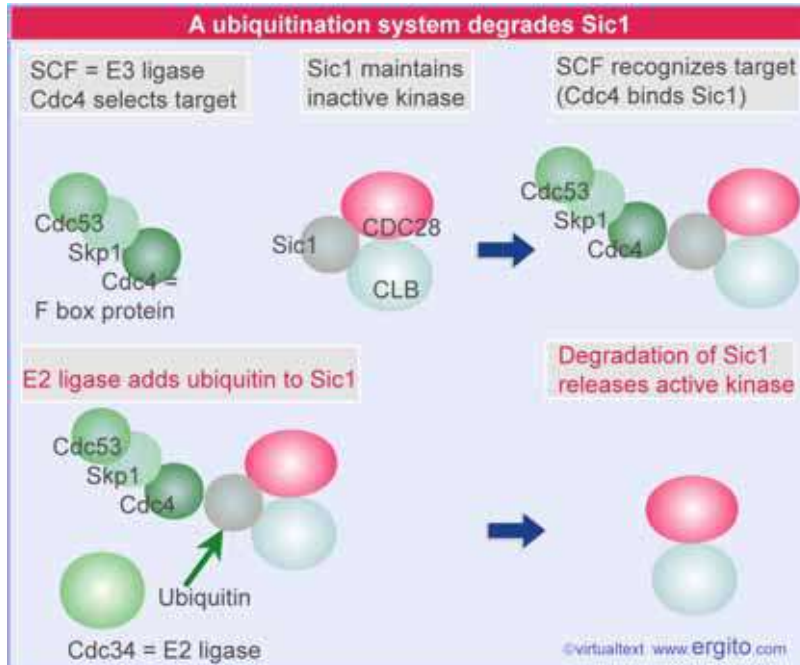 A ubiquitination system degrades Sic1
SCF = E3 ligase
Cdc4 selects target
Sic1 maintains
inactive kinase
SCF recognizes target
(Cdc4 binds Sic1)
Cdc53
Skp1
Cdc4 =
F box protein
Sic1
CDC28
CLB
Cdc53
Skp1
Cdc4
E2 ligase adds ubiquitin to Sic1
Degradation of Sic1
releases active kinase
Cdc53
Skp1
Cdc4
Ubiquitin
Cdc34 = E2 ligase
©virtualtext www.ergito.com